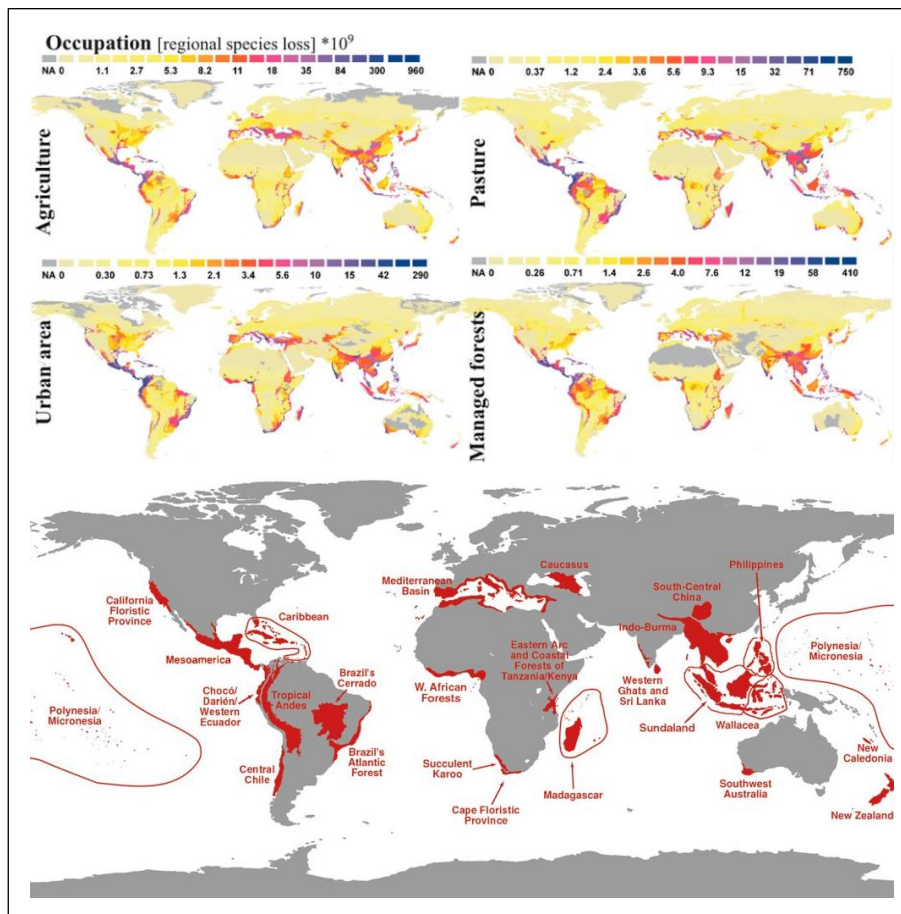 Occupation [regional species loss] *10⁹
NA 0 1.1 2.7 5.3 8.2 11 18 35 84 300 960
Agriculture
NA 0 0.37 1.2 2.4 3.6 5.6 9.3 15 32 71 750
Pasture
NA 0 0.30 0.73 1.3 2.1 3.4 5.6 10 15 42 290
Urban area
NA 0 0.26 0.71 1.4 2.6 4.0 7.6 12 19 58 410
Managed forests
California
Floristic
Province
Caribbean
Mesoamerica
Polynesia/
Micronesia
Chocó/
Darién/
Western
Ecuador
Tropical
Andes
Brazil's
Cerrado
Central
Chile
Brazil's
Atlantic
Forest
Mediterranean
Basin
Caucasus
W. African
Forests
Eastern Arc
and Coastal
Forests of
Tanzania/Kenya
Succulent
Karoo
Cape Floristic
Province
Madagascar
Philippines
South-Central
China
Indo-Burma
Western
Ghats and
Sri Lanka
Sundaland
Wallacea
Polynesia/
Micronesia
New
Caledonia
Southwest
Australia
New Zealand